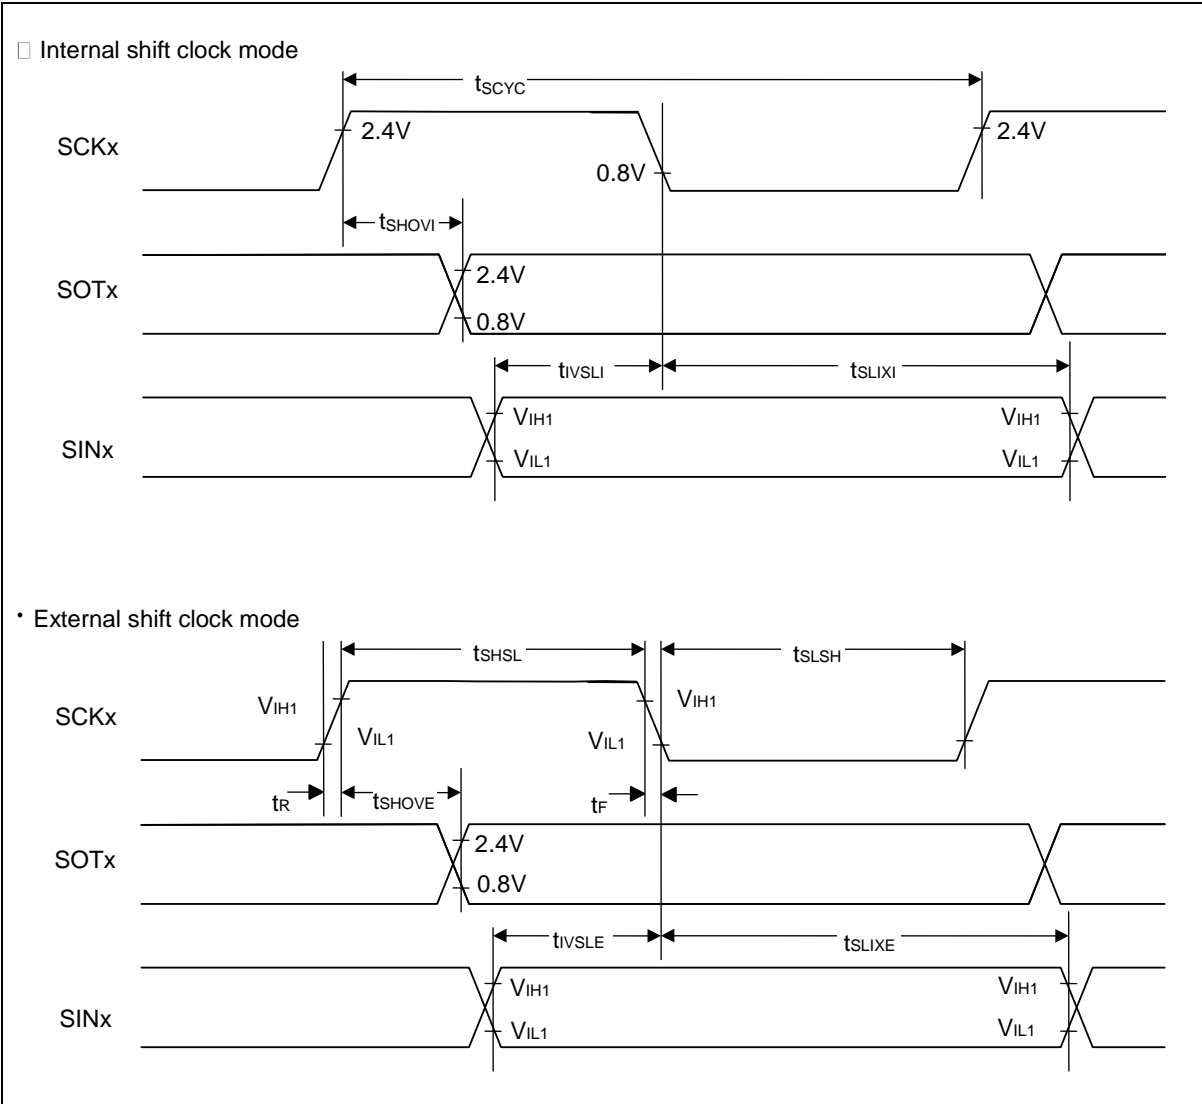 Internal shift clock mode
tSCYC
SCKx
2.4V
0.8V
2.4V
tSHOVI
SOTx
2.4V
0.8V
tIVSLI
tSLIXI
SINx
VIH1
VIH1
VIL1
VIL1
• External shift clock mode
tSHSL
tSLSH
SCKx
VIH1
VIH1
VIL1
VIL1
tR
tSHOVE
tF
SOTx
2.4V
0.8V
tIVSLE
tSLIXE
SINx
VIH1
VIH1
VIL1
VIL1